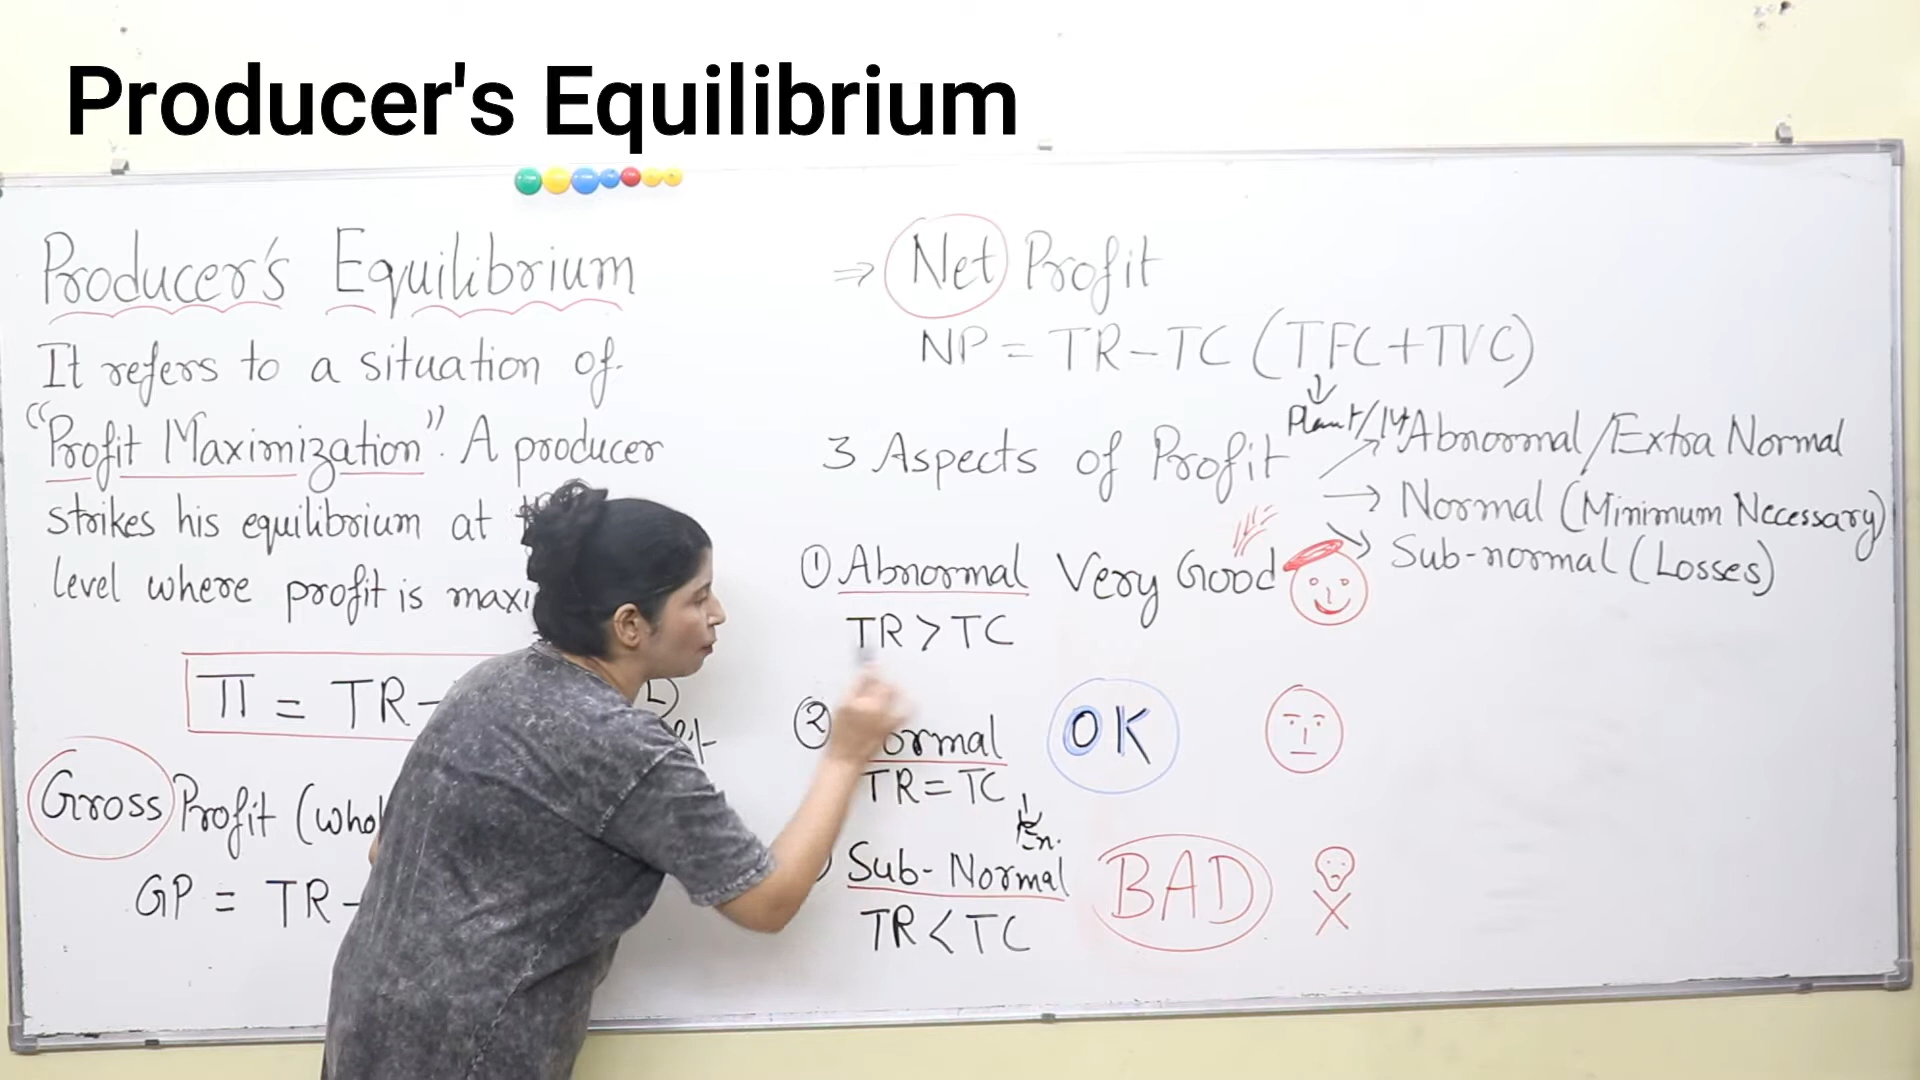 Producer's Equilibrium
Producer's Equilibrium
It refers to a situation of
"Profit Maximization". A producer
strikes his equilibrium at
level where profit is maxi
π = TR-
Gross Profit (whol
GP = TR-
⇒ Net Profit
NP = TR-TC (TFC+TVC)
↓
3 Aspects of Profit
→ Abnormal/Extra Normal
→ Normal (Minimum Necessary)
→ Sub-normal (Losses)
① Abnormal Very Good
TR > TC
② ormal OK
TR = TC
↓
Sub-Normal BAD
TR < TC